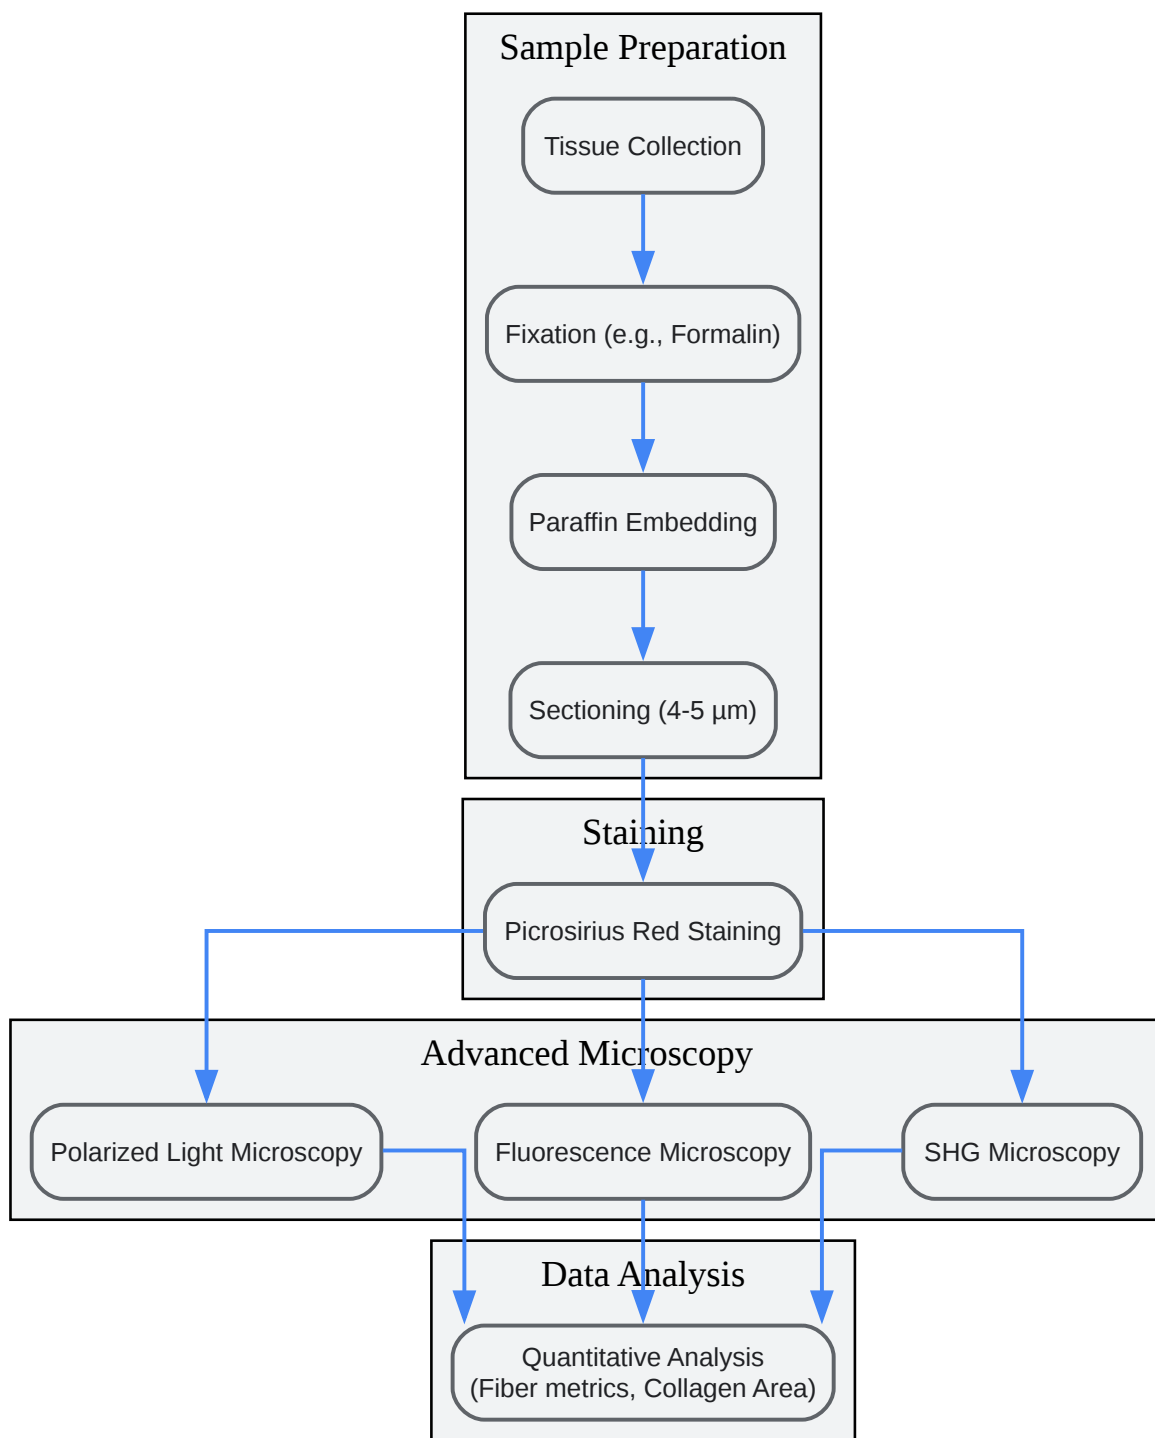 Sample Preparation
Tissue Collection
Fixation (e.g., Formalin)
Paraffin Embedding
Sectioning (4-5 µm)
Staining
Picrosirius Red Staining
Advanced Microscopy
Polarized Light Microscopy
Fluorescence Microscopy
SHG Microscopy
Data Analysis
Quantitative Analysis
(Fiber metrics, Collagen Area)